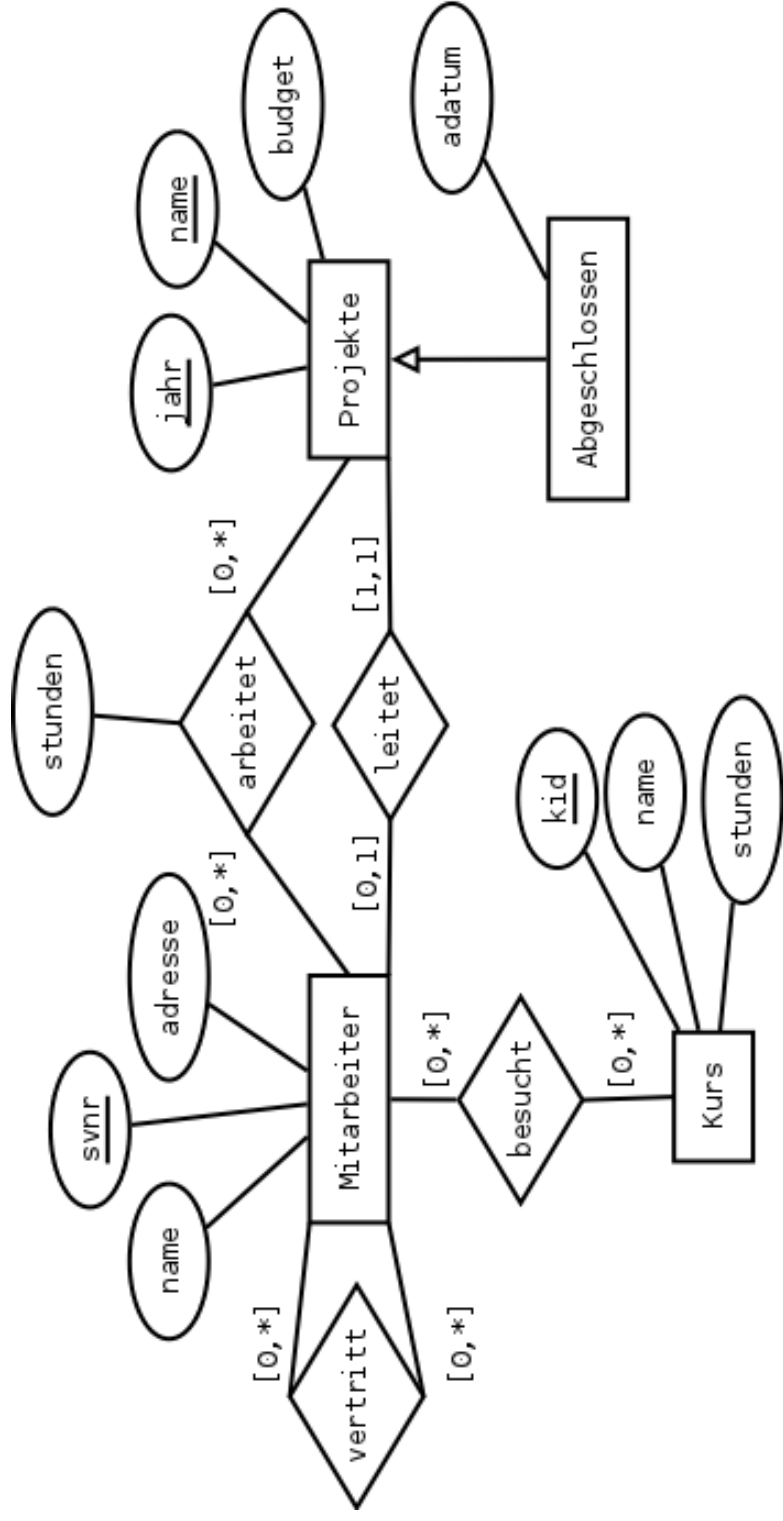 stunden
svnr
name
adresse
jahr
name
budget
[0,*]
[0,*]
[0,*]
arbeitet
vertritt
Mitarbeiter
Projekte
[0,1]
[1,1]
leitet
adatum
[0,*]
[0,*]
besucht
kid
Abgeschlossen
[0,*]
name
Kurs
stunden